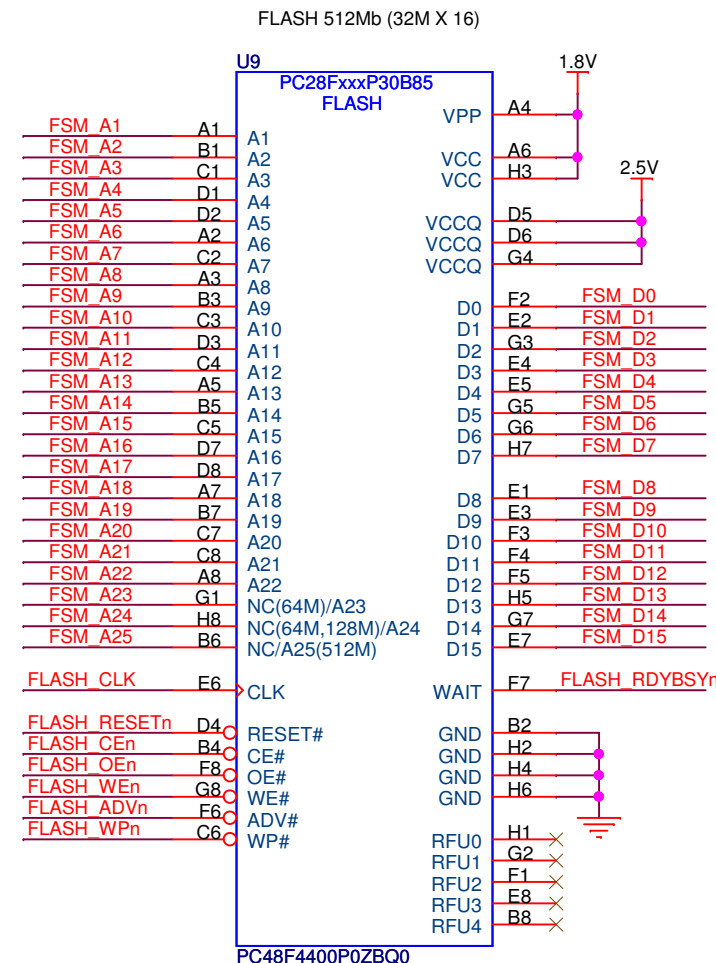 FLASH 512Mb (32M X 16)
U9
1.8V
PC28FxxxP30B85
FLASH
VPP A4
FSM_A1 A1 A1
FSM_A2 B1 A2 VCC A6
FSM_A3 C1 A3 VCC H3
2.5V
FSM_A4 D1 A4
FSM_A5 D2 A5 VCCQ D5
FSM_A6 A2 A6 VCCQ D6
FSM_A7 C2 A7 VCCQ G4
FSM_A8 A3 A8
FSM_A9 B3 A9 D0 F2 FSM_D0
FSM_A10 C3 A10 D1 E2 FSM_D1
FSM_A11 D3 A11 D2 G3 FSM_D2
FSM_A12 C4 A12 D3 E4 FSM_D3
FSM_A13 A5 A13 D4 E5 FSM_D4
FSM_A14 B5 A14 D5 G5 FSM_D5
FSM_A15 C5 A15 D6 G6 FSM_D6
FSM_A16 D7 A16 D7 H7 FSM_D7
FSM_A17 D8 A17
FSM_A18 A7 A18 D8 E1 FSM_D8
FSM_A19 B7 A19 D9 E3 FSM_D9
FSM_A20 C7 A20 D10 F3 FSM_D10
FSM_A21 C8 A21 D11 F4 FSM_D11
FSM_A22 A8 A22 D12 F5 FSM_D12
FSM_A23 G1 NC(64M)/A23 D13 H5 FSM_D13
FSM_A24 H8 NC(64M,128M)/A24 D14 G7 FSM_D14
FSM_A25 B6 NC/A25(512M) D15 E7 FSM_D15
FLASH_CLK E6 CLK WAIT F7 FLASH_RDYBSYn
FLASH_RESETn D4 RESET# GND B2
FLASH_CEn B4 CE# GND H2
FLASH_OEn F8 OE# GND H4
FLASH_WEn G8 WE# GND H6
FLASH_ADVn F6 ADV#
FLASH_WPn C6 WP# RFU0 H1
RFU1 G2
RFU2 F1
RFU3 E8
RFU4 B8
PC48F4400P0ZBQ0